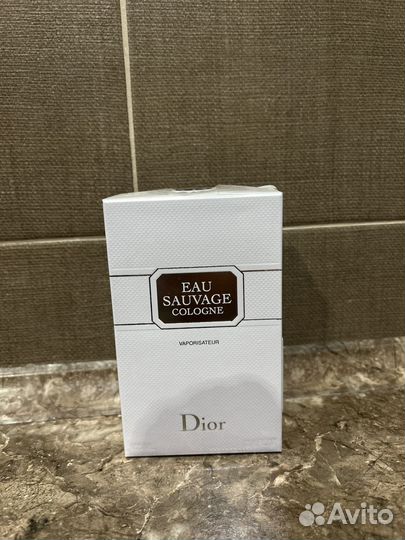 EAU
SAUVAGE
COLOGNE
VAPORISATEUR
Dior
Avito